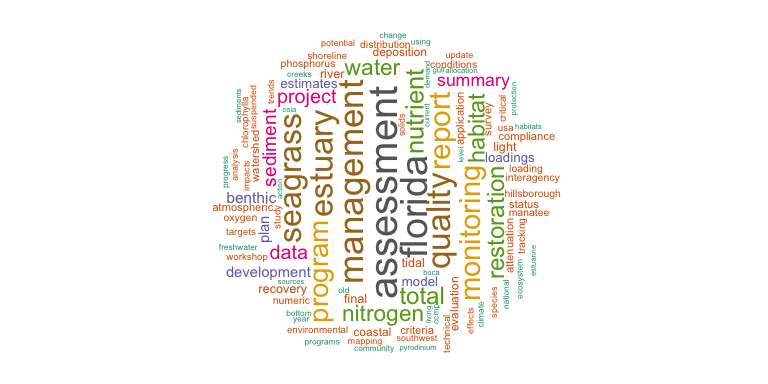 change
potential
distribution
using
shoreline
deposition
update
phosphorus
water
conditions
creeks
river
demand
gulf
allocation
estimates
summary
trends
project
nutrient
report
protection
sediments
suspended
ceia
management
assessment
solids
current
application
habitat
survey
critical
chlorophylla
sediment
seagrass
estuary
florida
quality
level
usa
habitats
compliance
watershed
light
analysis
loadings
progress
impacts
loading
interagency
action
monitoring
restoration
benthic
hillsborough
atmospheric
study
status
oxygen
plan
manatee
targets
program
attenuation
tracking
freshwater
data
tidal
workshop
ecosystem
estuarine
development
boca
model
sources
recovery
old
total
national
numeric
final
living
comp
evaluation
species
bottom
nitrogen
year
climate
effects
environmental
coastal
criteria
technical
programs
mapping
southwest
community
pyrodinium